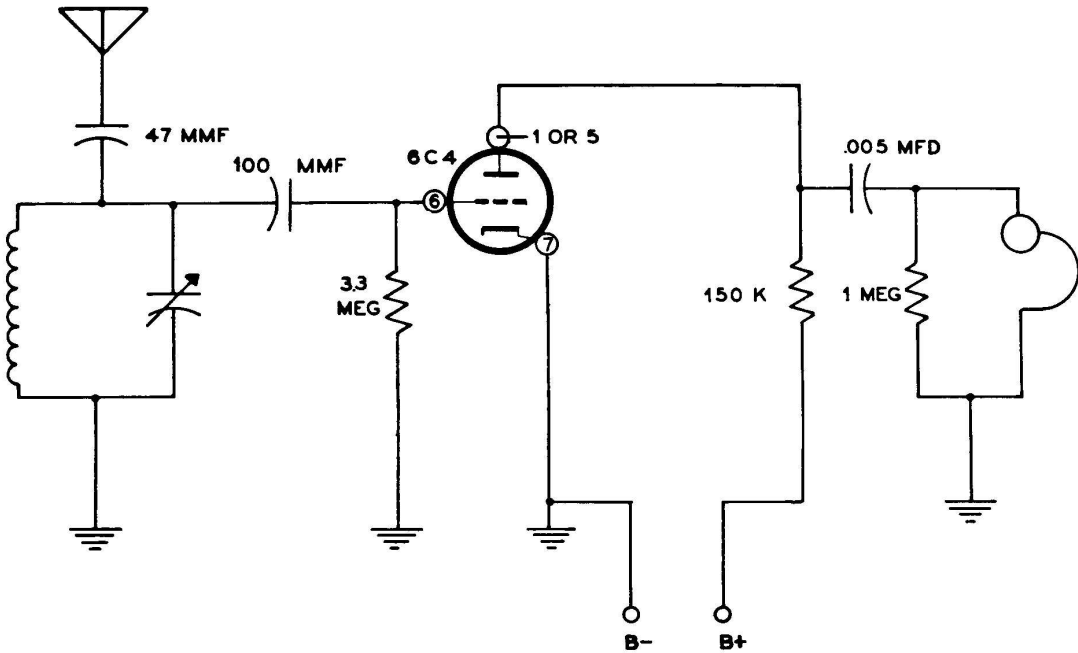 47 MMF
100 MMF
6C4
1 OR 5
6
7
3.3
MEG
.005 MFD
150 K
1 MEG
B-
B+